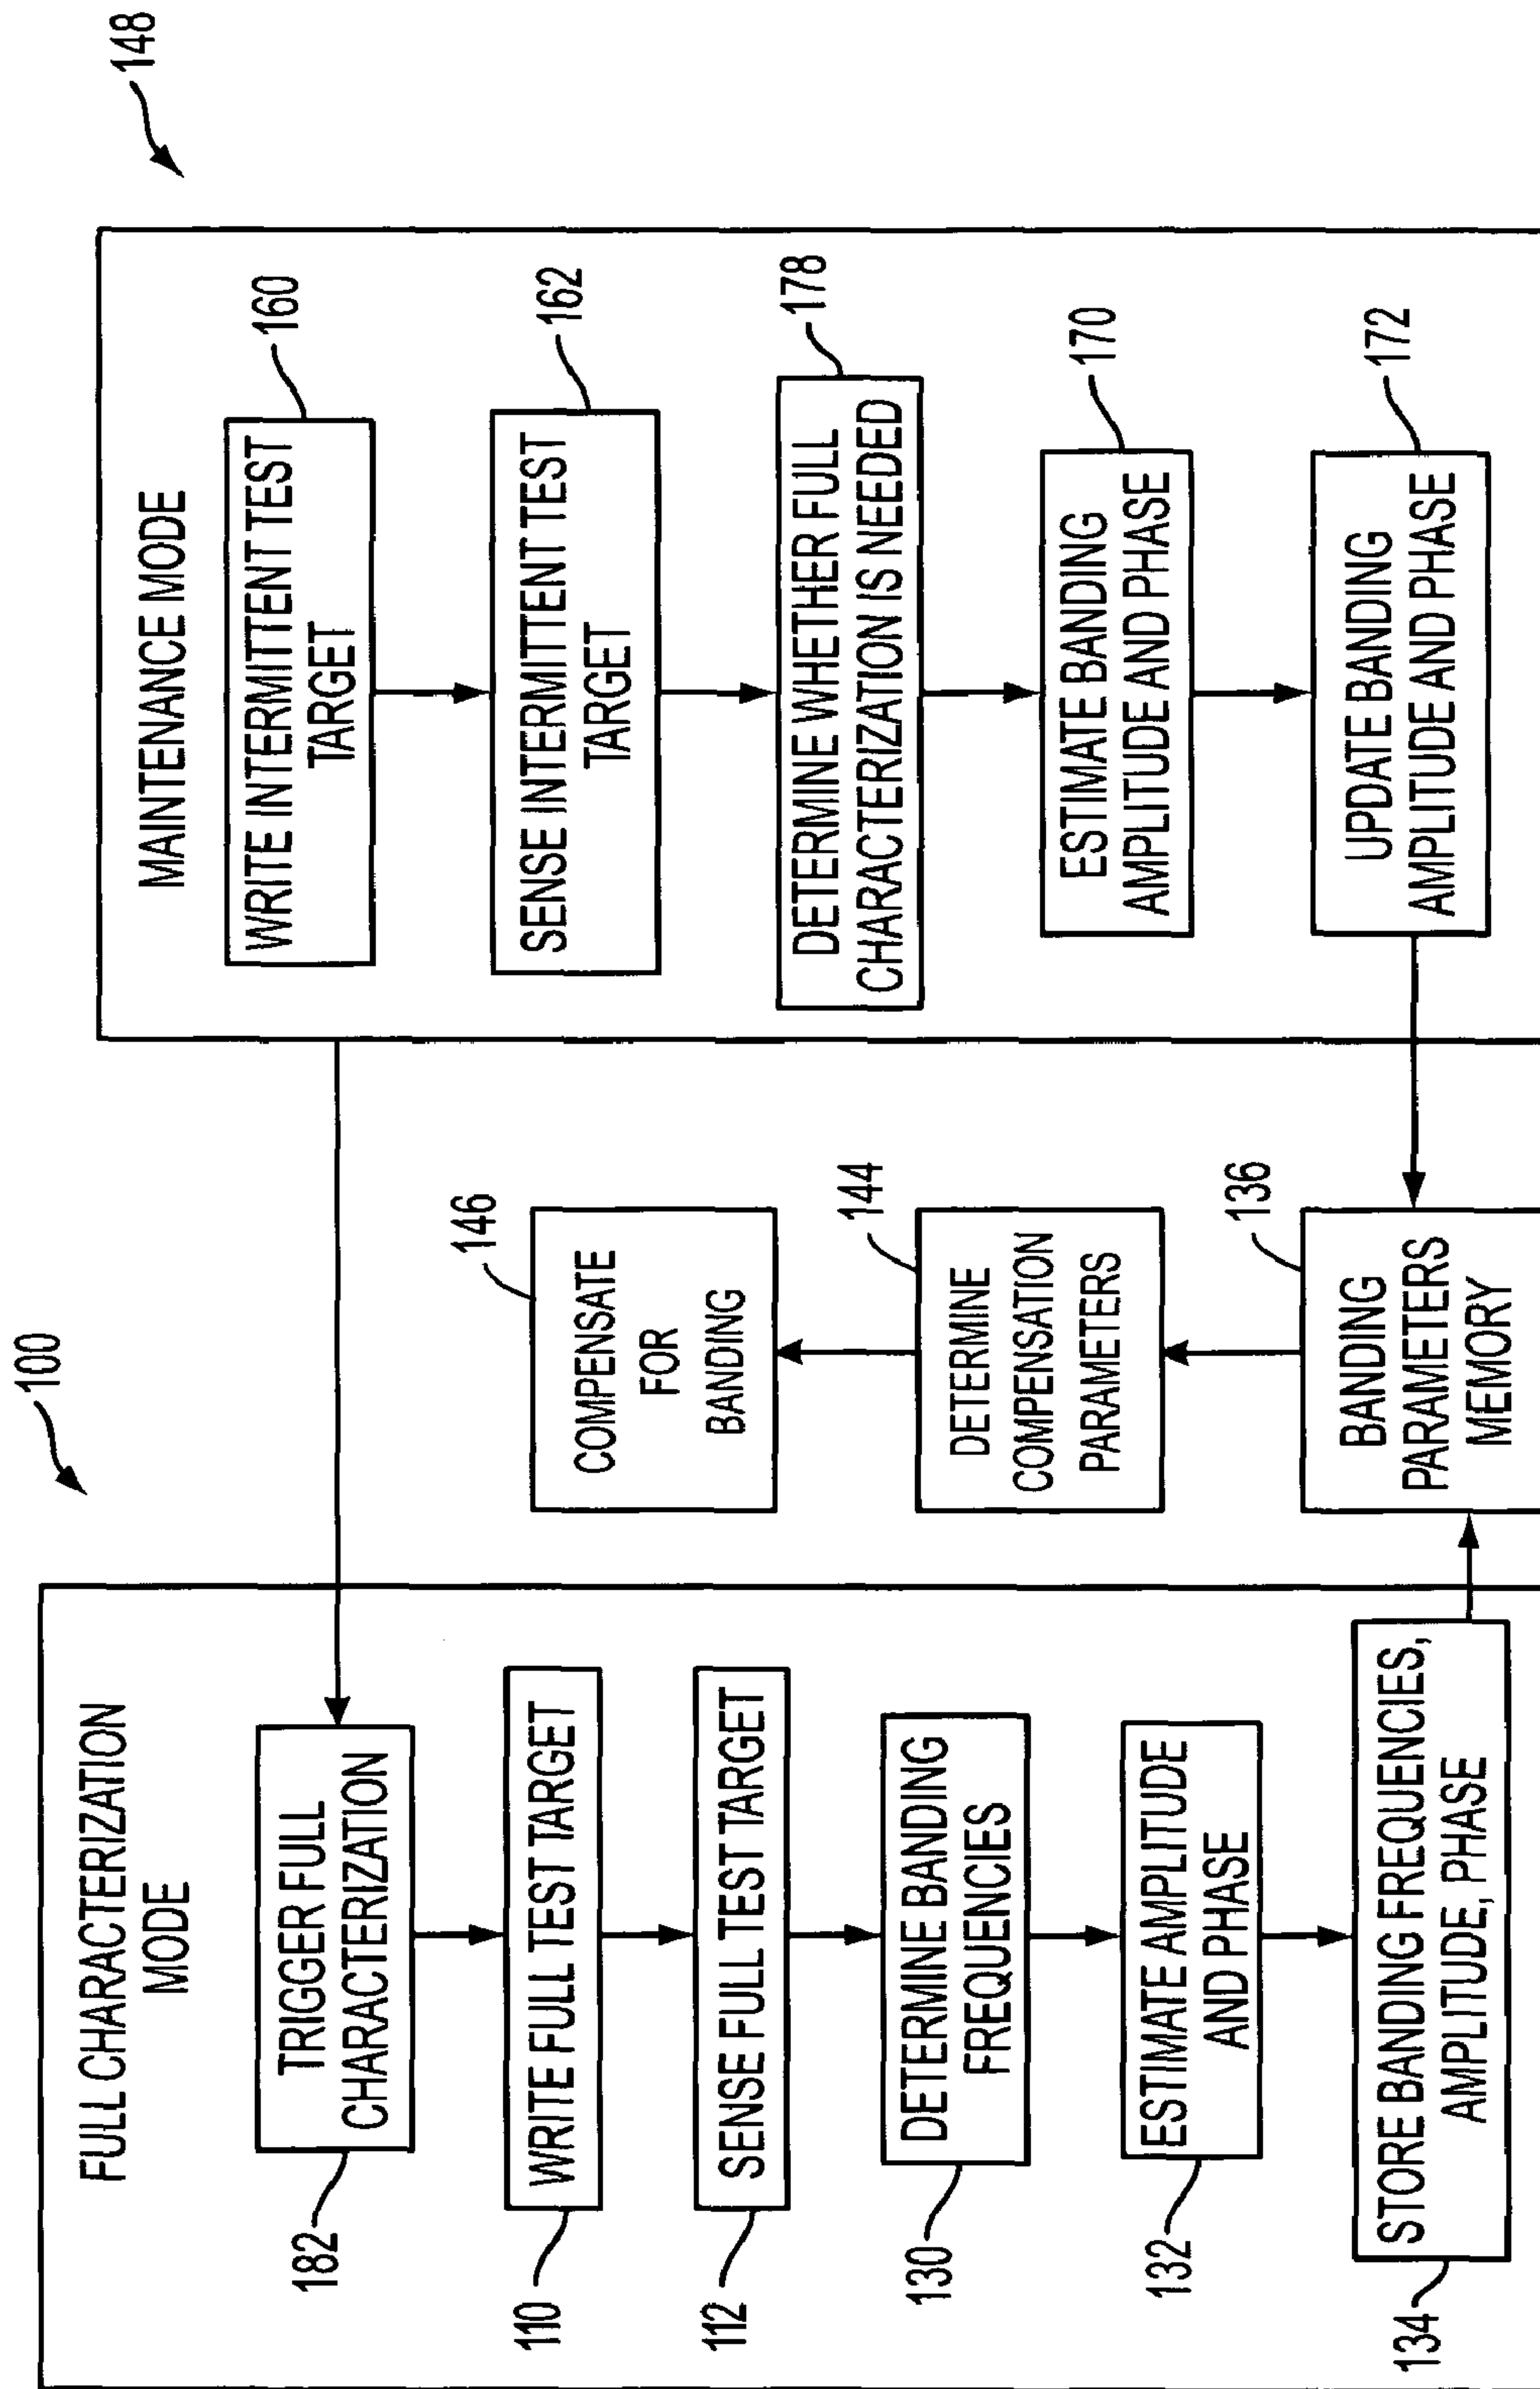 100
148
FULL CHARACTERIZATION
MODE
182
TRIGGER FULL
CHARACTERIZATION
110
WRITE FULL TEST TARGET
112
SENSE FULL TEST TARGET
130
DETERMINE BANDING
FREQUENCIES
132
ESTIMATE AMPLITUDE
AND PHASE
134
STORE BANDING FREQUENCIES,
AMPLITUDE, PHASE
146
COMPENSATE
FOR
BANDING
144
DETERMINE
COMPENSATION
PARAMETERS
136
BANDING
PARAMETERS
MEMORY
MAINTENANCE MODE
160
WRITE INTERMITTENT TEST
TARGET
162
SENSE INTERMITTENT TEST
TARGET
178
DETERMINE WHETHER FULL
CHARACTERIZATION IS NEEDED
170
ESTIMATE BANDING
AMPLITUDE AND PHASE
172
UPDATE BANDING
AMPLITUDE AND PHASE